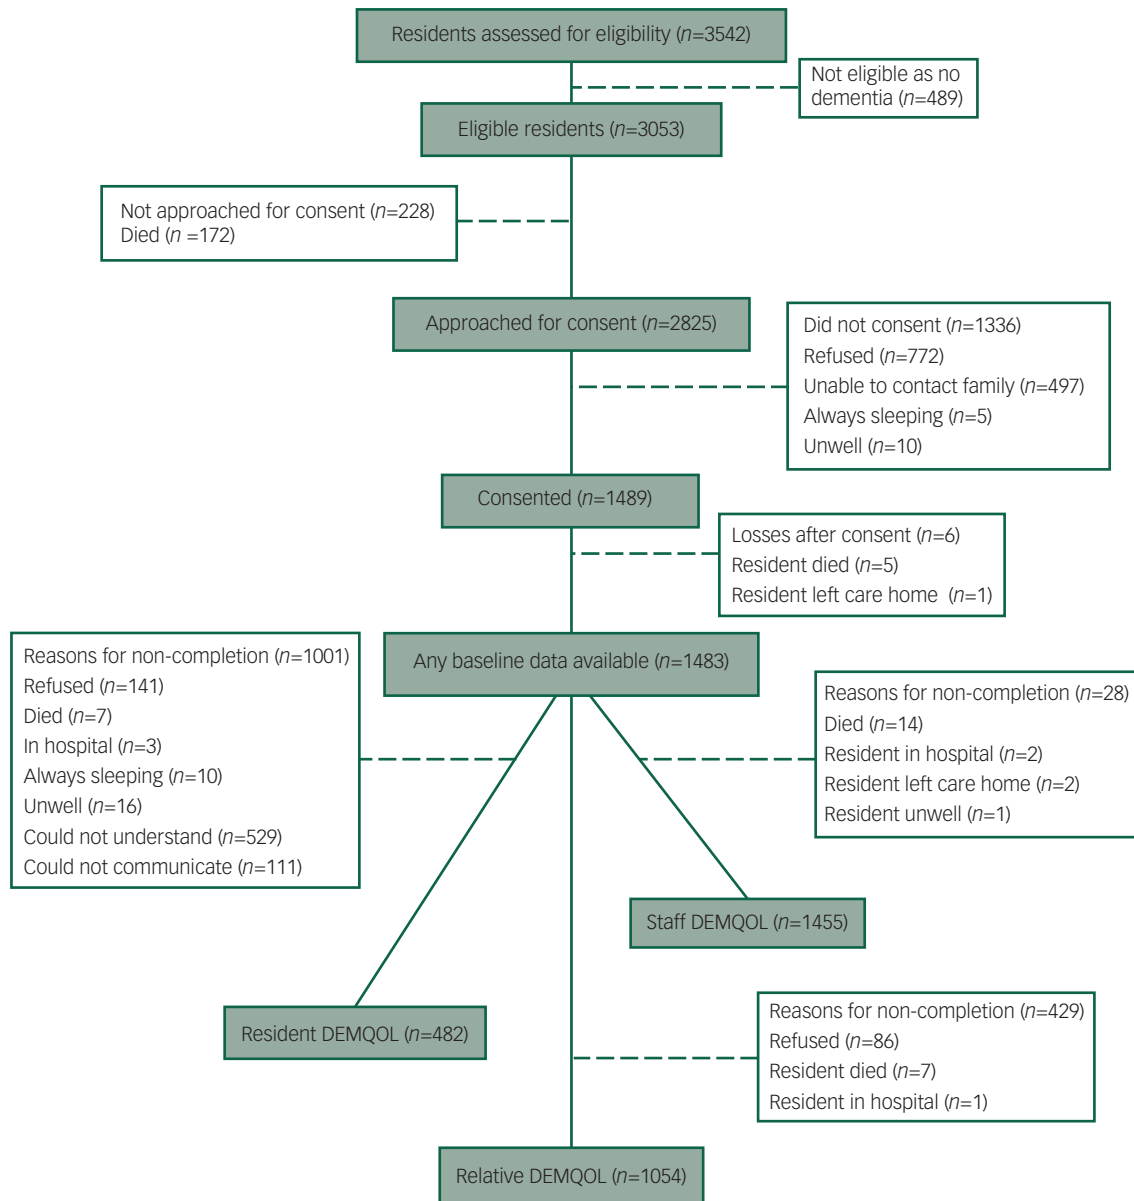 Residents assessed for eligibility (n=3542)
Not eligible as no
dementia (n=489)
Eligible residents (n=3053)
Not approached for consent (n=228)
Died (n =172)
Approached for consent (n=2825)
Did not consent (n=1336)
Refused (n=772)
Unable to contact family (n=497)
Always sleeping (n=5)
Unwell (n=10)
Consented (n=1489)
Losses after consent (n=6)
Resident died (n=5)
Resident left care home (n=1)
Any baseline data available (n=1483)
Reasons for non-completion (n=1001)
Refused (n=141)
Died (n=7)
In hospital (n=3)
Always sleeping (n=10)
Unwell (n=16)
Could not understand (n=529)
Could not communicate (n=111)
Reasons for non-completion (n=28)
Died (n=14)
Resident in hospital (n=2)
Resident left care home (n=2)
Resident unwell (n=1)
Staff DEMQOL (n=1455)
Resident DEMQOL (n=482)
Reasons for non-completion (n=429)
Refused (n=86)
Resident died (n=7)
Resident in hospital (n=1)
Relative DEMQOL (n=1054)